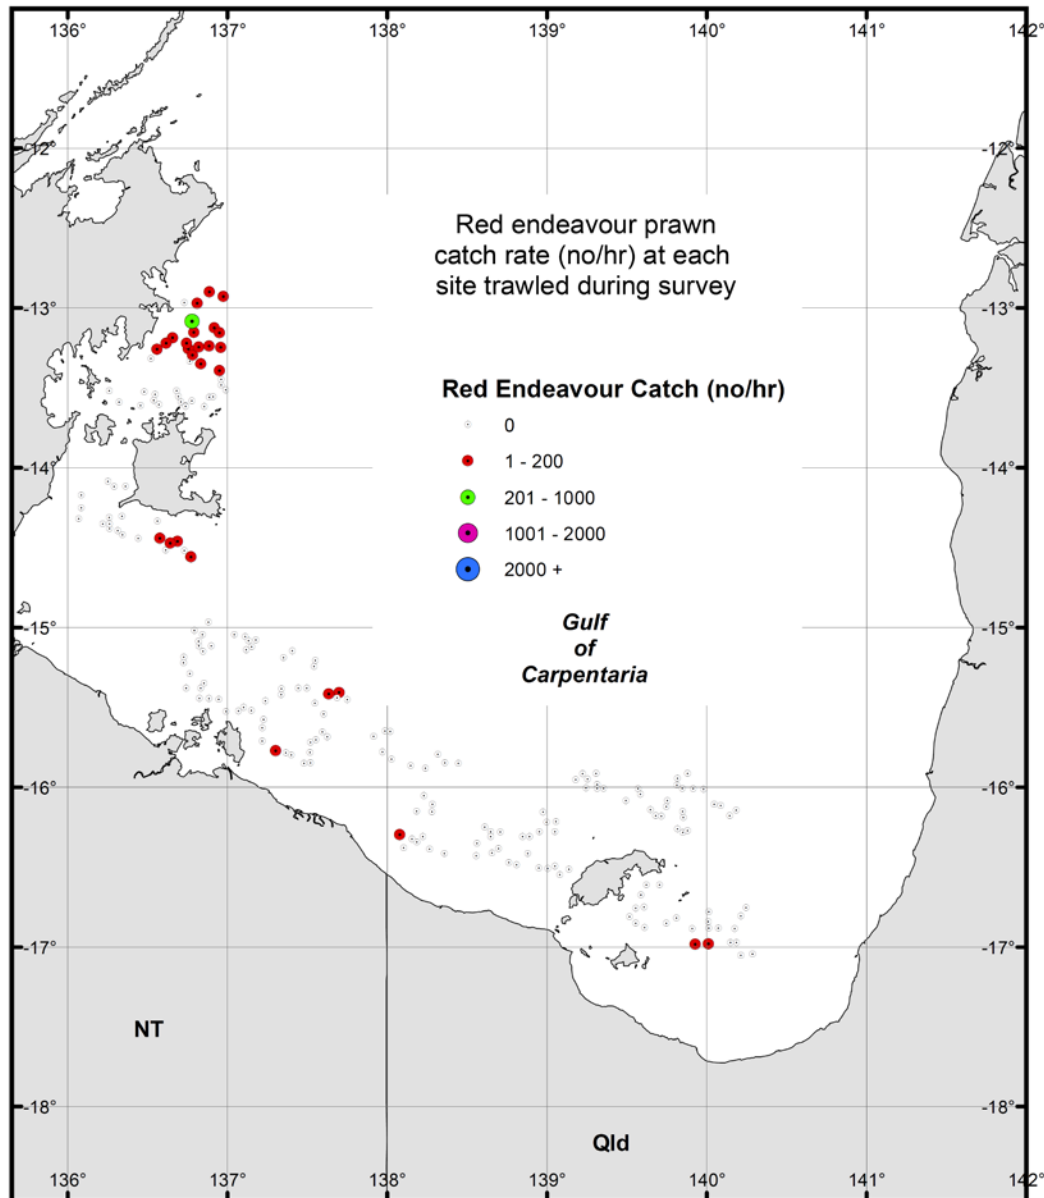 136° 137° 138° 139° 140° 141° 142°
-12° -12°
Red endeavour prawn
catch rate (no/hr) at each
site trawled during survey
-13° -13°
Red Endeavour Catch (no/hr)
0
1 - 200
-14° -14°
201 - 1000
1001 - 2000
2000 +
Gulf
-15° -15°
of
Carpentaria
-16° -16°
-17° -17°
NT
-18° -18°
Qld
136° 137° 138° 139° 140° 141° 142°